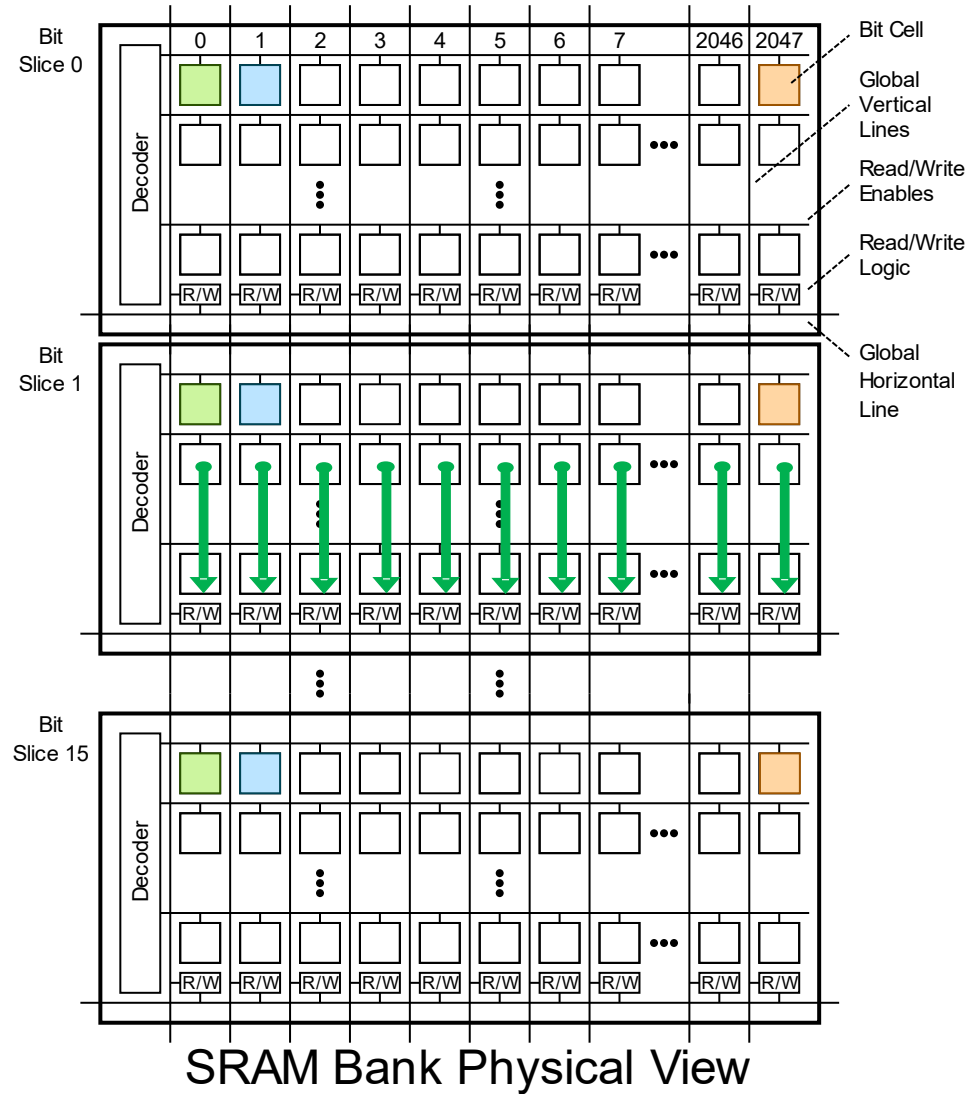 Bit
Slice 0
0 1 2 3 4 5 6 7 2046 2047
Decoder
R/W R/W R/W R/W R/W R/W R/W R/W R/W R/W
Bit Cell
Global
Vertical
Lines
Read/Write
Enables
Read/Write
Logic
Global
Horizontal
Line
Bit
Slice 1
Decoder
R/W R/W R/W R/W R/W R/W R/W R/W R/W R/W
Bit
Slice 15
Decoder
R/W R/W R/W R/W R/W R/W R/W R/W R/W R/W
SRAM Bank Physical View